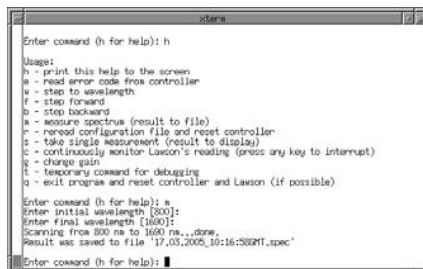 xterm
Enter command (h for help): h
Usage:
h - print this help to the screen
e - read error code from controller
w - step to wavelength
f - step forward
b - step backward
m - measure spectrum (result to file)
r - reread configuration file and reset controller
s - take single measurement (result to display)
c - continuously monitor Lawson's reading (press any key to interrupt)
g - change gain
t - temporary command for debugging
q - exit program and reset controller and Lawson (if possible)
Enter command (h for help): m
Enter initial wavelength [800]:
Enter final wavelength [1690]:
Scanning from 800 nm to 1690 nm...done.
Result was saved to file '17.03.2005_10:16:58GMT.spec'
Enter command (h for help):